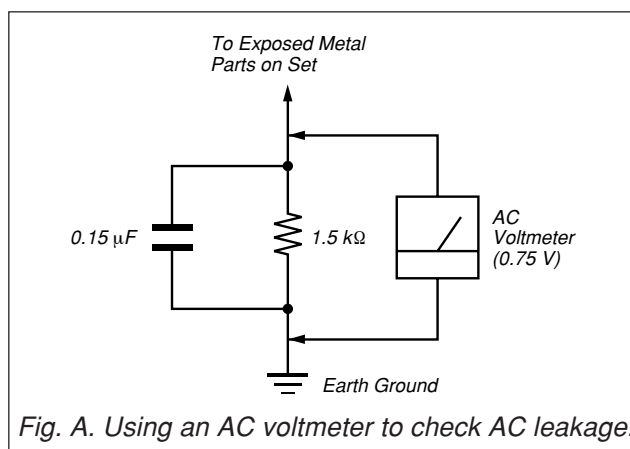 To Exposed Metal
Parts on Set
0.15 μF
1.5 kΩ
AC
Voltmeter
(0.75 V)
Earth Ground
Fig. A. Using an AC voltmeter to check AC leakage.